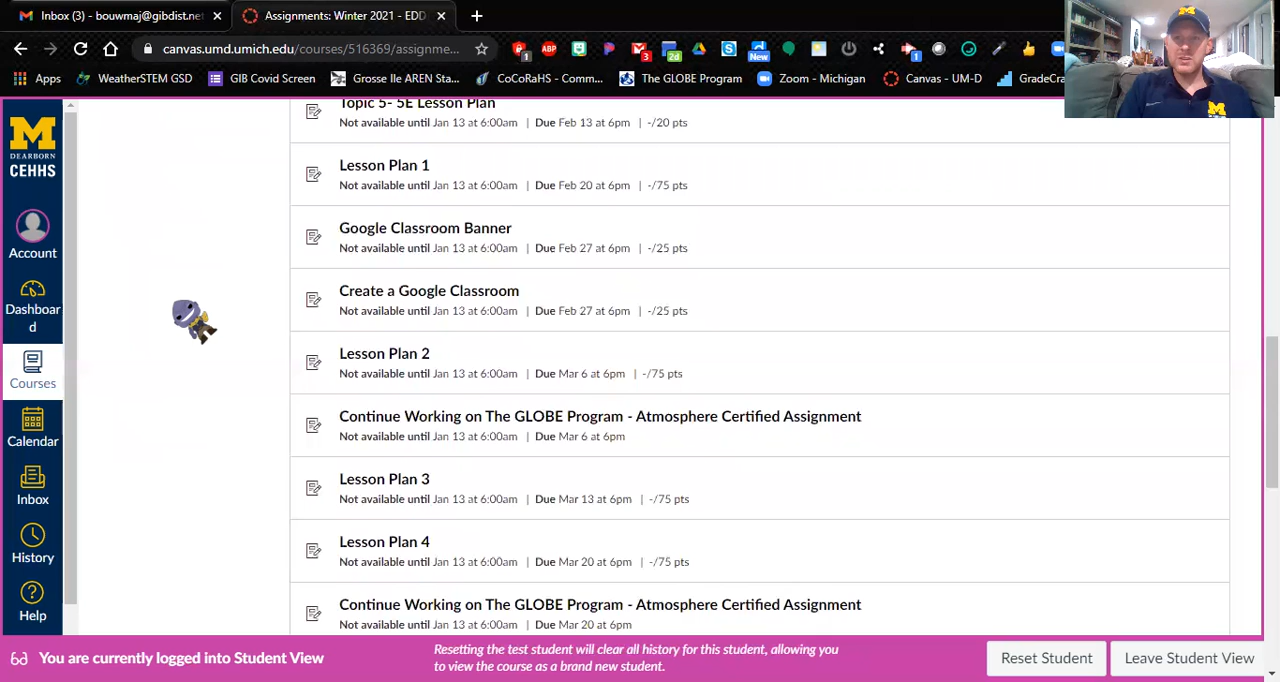 Inbox (3) - bouwmaj@gibdist.net
Assignments: Winter 2021 - EDD
canvas.umd.umich.edu/courses/516369/assignme...
1
ABP
3
2d
S
New
1
Apps
WeatherSTEM GSD
GIB Covid Screen
Grosse Ile AREN Sta...
CoCoRaHS - Comm...
The GLOBE Program
Zoom - Michigan
Canvas - UM-D
GradeCra
M
DEARBORN
CEHHS
Account
Dashboar
d
Courses
Calendar
Inbox
History
Help
Topic 5- 5E Lesson Plan
Not available until Jan 13 at 6:00am | Due Feb 13 at 6pm | -/20 pts
Lesson Plan 1
Not available until Jan 13 at 6:00am | Due Feb 20 at 6pm | -/75 pts
Google Classroom Banner
Not available until Jan 13 at 6:00am | Due Feb 27 at 6pm | -/25 pts
Create a Google Classroom
Not available until Jan 13 at 6:00am | Due Feb 27 at 6pm | -/25 pts
Lesson Plan 2
Not available until Jan 13 at 6:00am | Due Mar 6 at 6pm | -/75 pts
Continue Working on The GLOBE Program - Atmosphere Certified Assignment
Not available until Jan 13 at 6:00am | Due Mar 6 at 6pm
Lesson Plan 3
Not available until Jan 13 at 6:00am | Due Mar 13 at 6pm | -/75 pts
Lesson Plan 4
Not available until Jan 13 at 6:00am | Due Mar 20 at 6pm | -/75 pts
Continue Working on The GLOBE Program - Atmosphere Certified Assignment
Not available until Jan 13 at 6:00am | Due Mar 20 at 6pm
You are currently logged into Student View
Resetting the test student will clear all history for this student, allowing you
to view the course as a brand new student.
Reset Student
Leave Student View